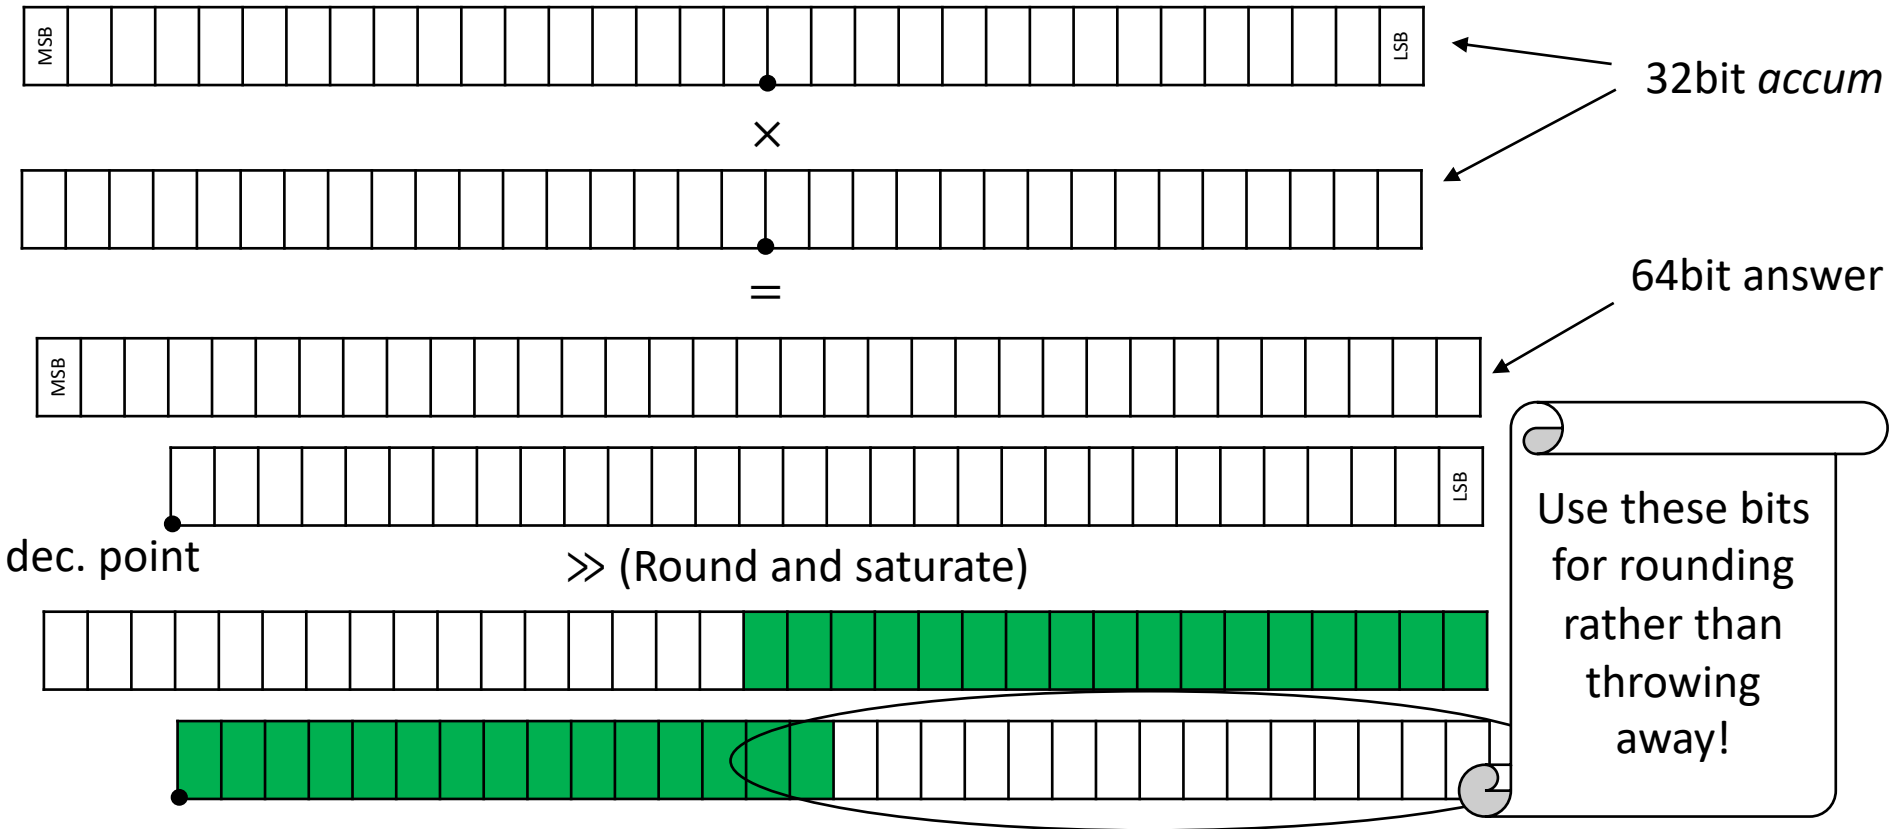 MSB
LSB
32bit accum
×
=
64bit answer
MSB
LSB
dec. point
≫ (Round and saturate)
Use these bits
for rounding
rather than
throwing
away!